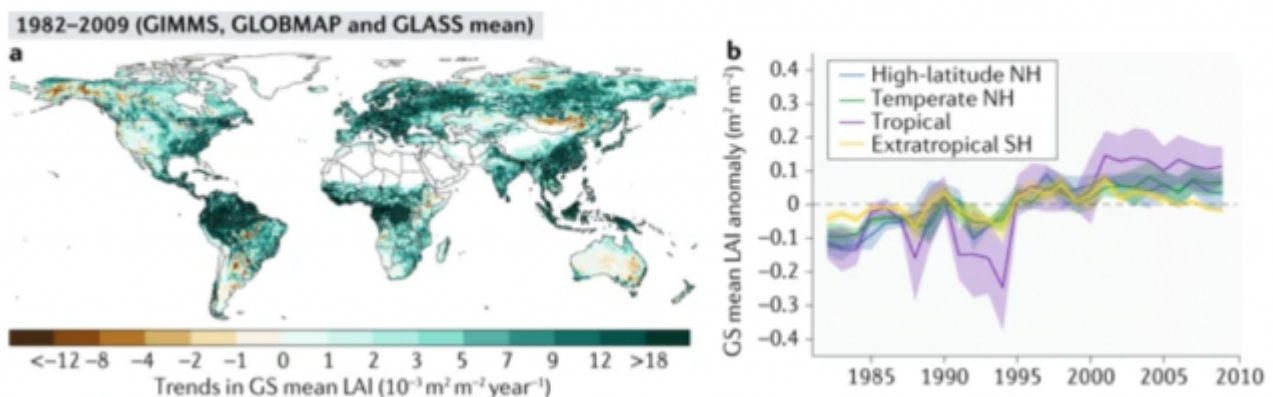 1982–2009 (GIMMS, GLOBMAP and GLASS mean)
a
<–12 –8 –4 –2 –1 0 1 2 3 5 7 9 12 >18
Trends in GS mean LAI (10⁻³ m² m⁻² year⁻¹)
b
GS mean LAI anomaly (m² m⁻²)
0.4
0.3
0.2
0.1
0
–0.1
–0.2
–0.3
–0.4
High-latitude NH
Temperate NH
Tropical
Extratropical SH
1985 1990 1995 2000 2005 2010